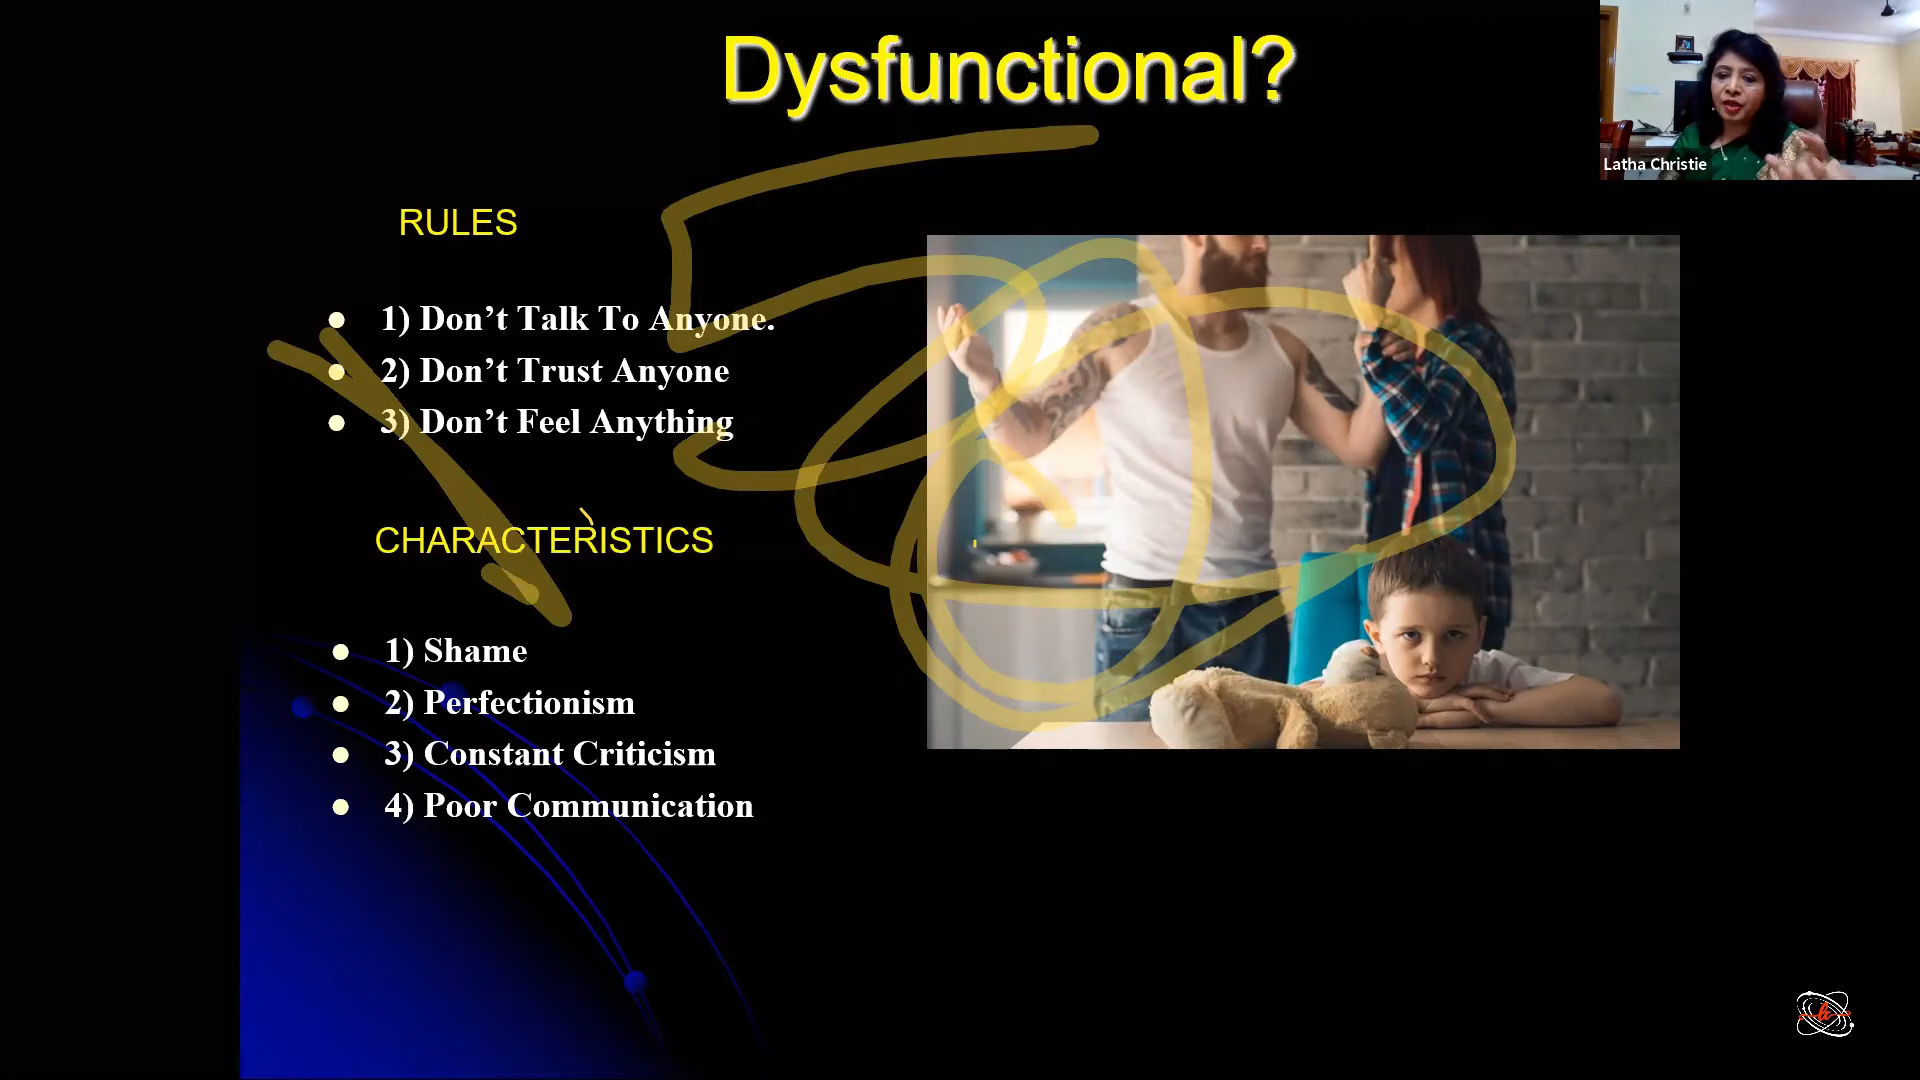 Dysfunctional?
Latha Christie
RULES
1) Don’t Talk To Anyone.
2) Don’t Trust Anyone
3) Don’t Feel Anything
CHARACTERISTICS
1) Shame
2) Perfectionism
3) Constant Criticism
4) Poor Communication